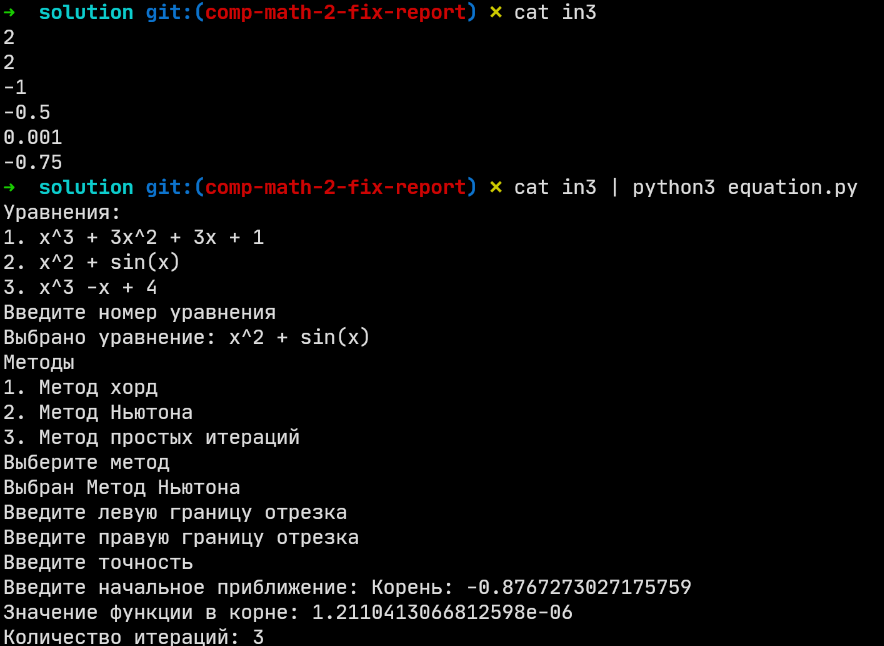 → solution git:(comp-math-2-fix-report) × cat in3
2
2
-1
-0.5
0.001
-0.75
→ solution git:(comp-math-2-fix-report) × cat in3 | python3 equation.py
Уравнения:
1. x^3 + 3x^2 + 3x + 1
2. x^2 + sin(x)
3. x^3 -x + 4
Введите номер уравнения
Выбрано уравнение: x^2 + sin(x)
Методы
1. Метод хорд
2. Метод Ньютона
3. Метод простых итераций
Выберите метод
Выбран Метод Ньютона
Введите левую границу отрезка
Введите правую границу отрезка
Введите точность
Введите начальное приближение: Корень: -0.8767273027175759
Значение функции в корне: 1.2110413066812598e-06
Количество итераций: 3